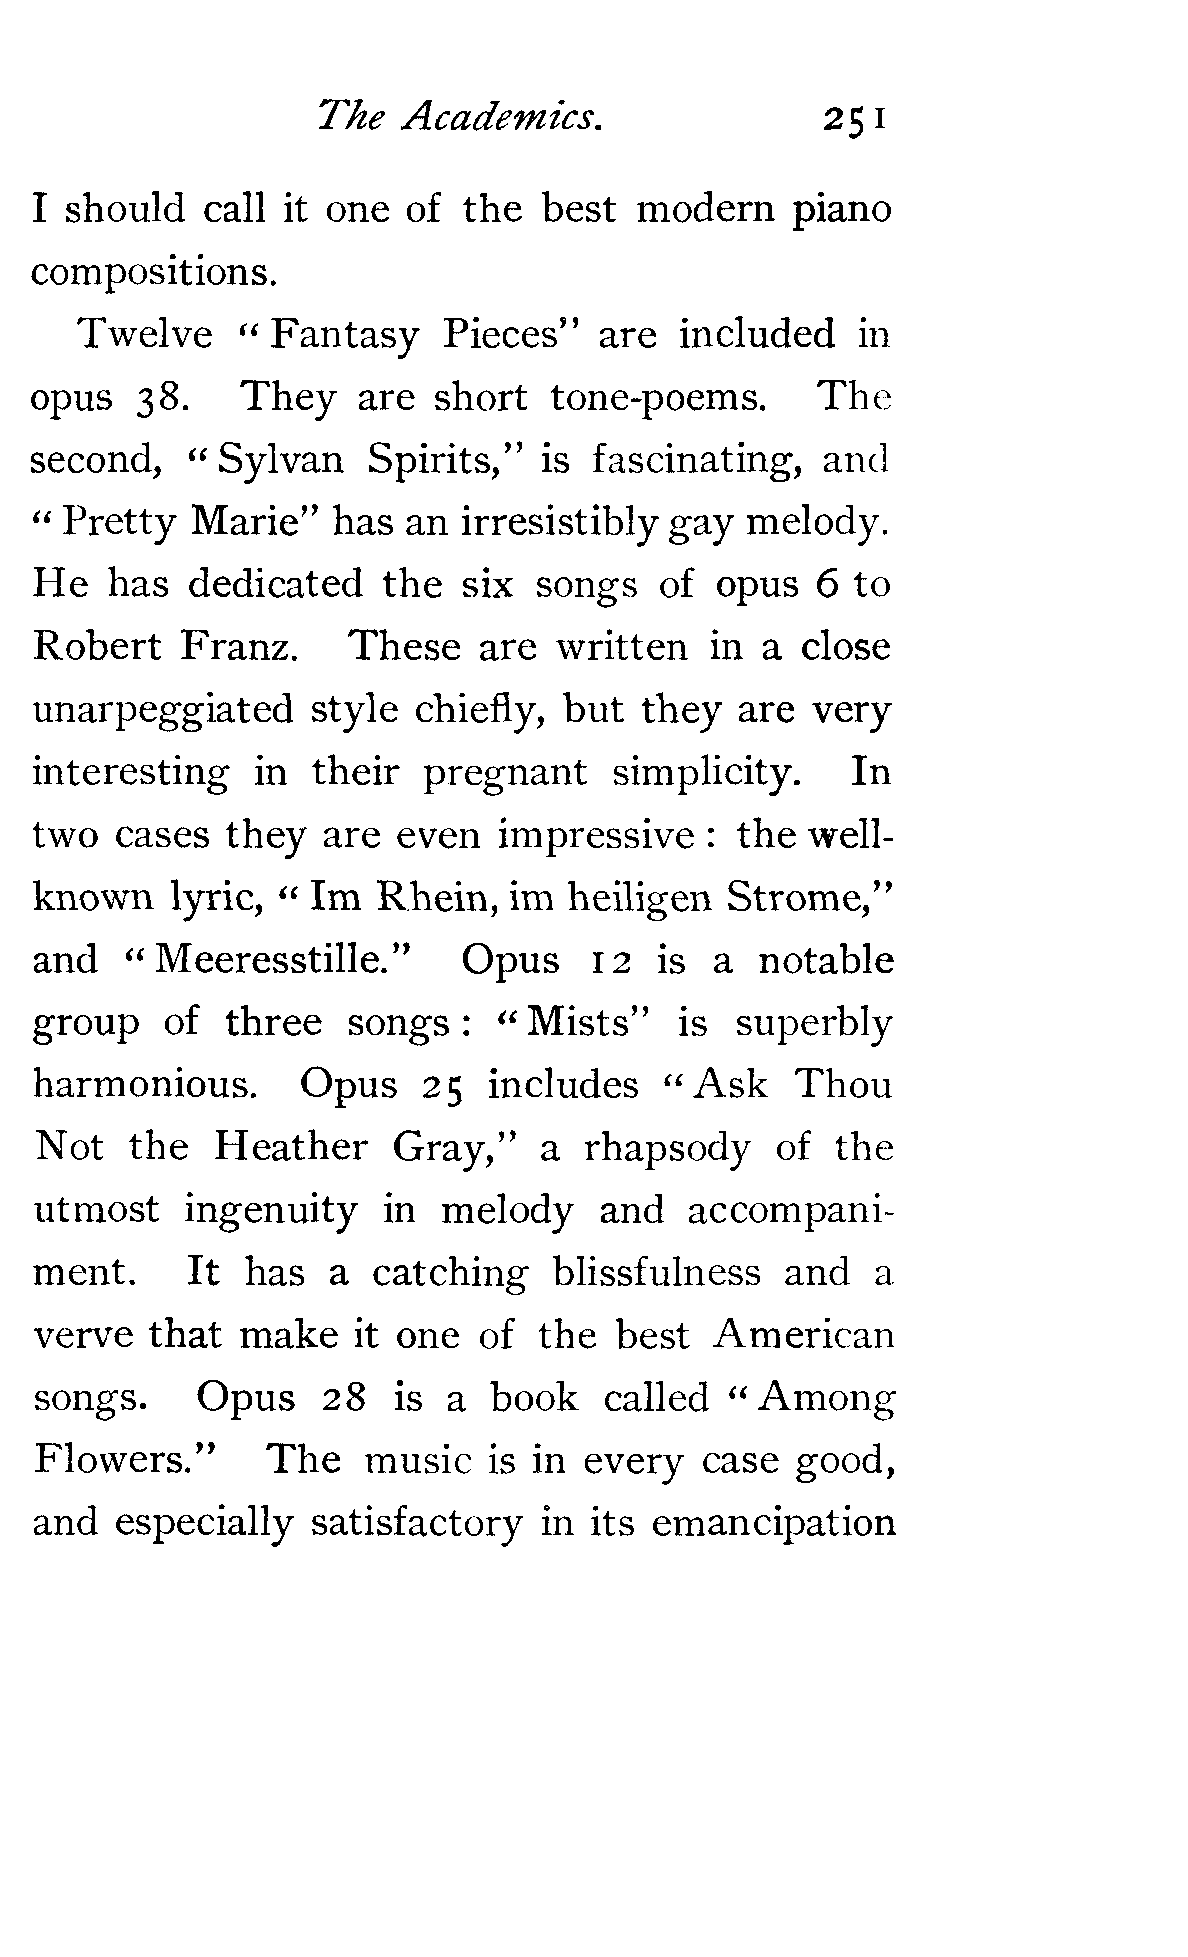 The Academics. 251
I should call it one of the best modern piano
compositions.
Twelve “Fantasy Pieces” are included in
opus 38. They are short tone-poems. The
second, “Sylvan Spirits,” is fascinating, and
“Pretty Marie” has an irresistibly gay melody.
He has dedicated the six songs of opus 6 to
Robert Franz. These are written in a close
unarpeggiated style chiefly, but they are very
interesting in their pregnant simplicity. In
two cases they are even impressive: the well-
known lyric, “Im Rhein, im heiligen Strome,”
and “Meeresstille.” Opus 12 is a notable
group of three songs: “Mists” is superbly
harmonious. Opus 25 includes “Ask Thou
Not the Heather Gray,” a rhapsody of the
utmost ingenuity in melody and accompani-
ment. It has a catching blissfulness and a
verve that make it one of the best American
songs. Opus 28 is a book called “Among
Flowers.” The music is in every case good,
and especially satisfactory in its emancipation